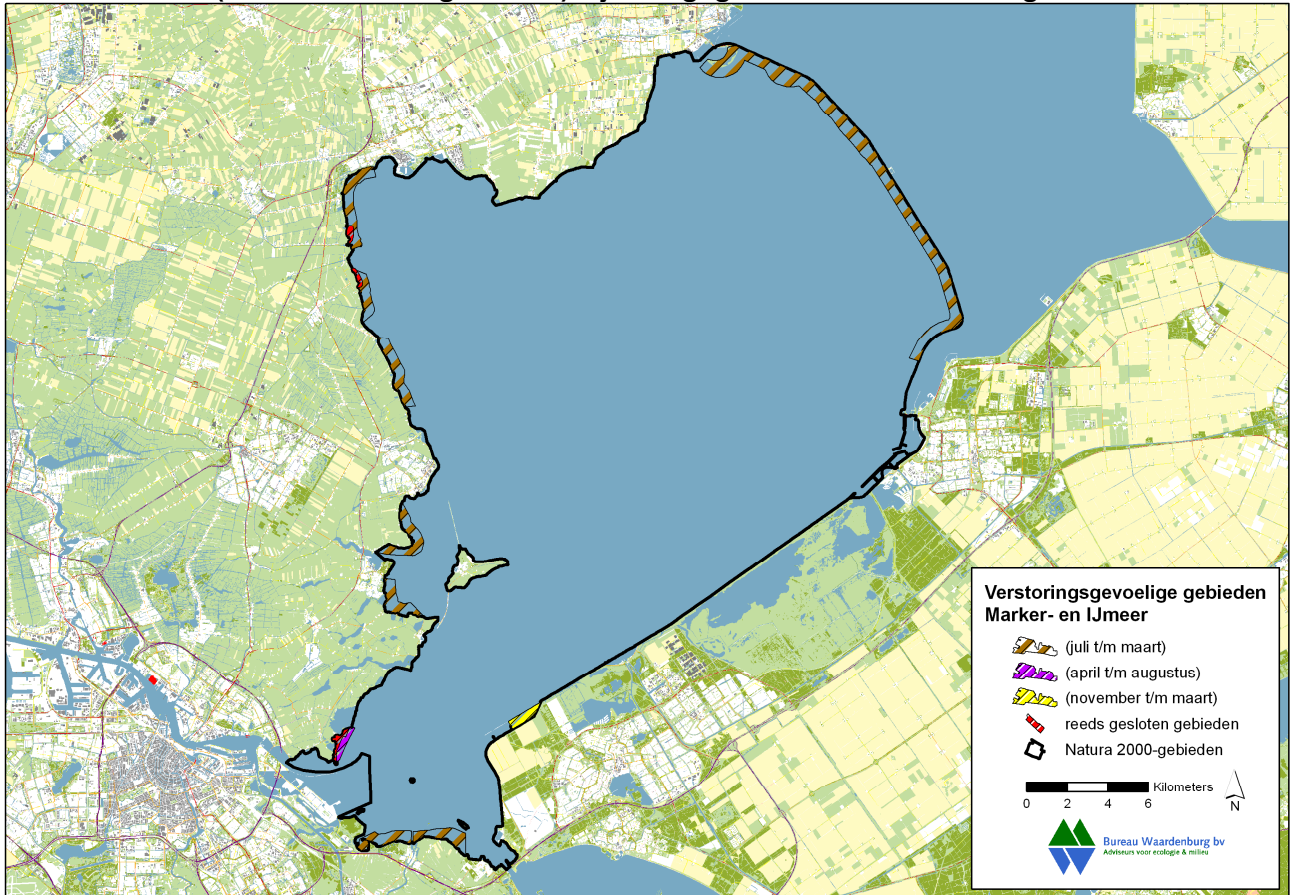 Verstoringsgevoelige gebieden
Marker- en IJmeer
(juli t/m maart)
(april t/m augustus)
(november t/m maart)
reeds gesloten gebieden
Natura 2000-gebieden
Kilometers
0 2 4 6
N
Bureau Waardenburg bv
Adviseurs voor ecologie & milieu